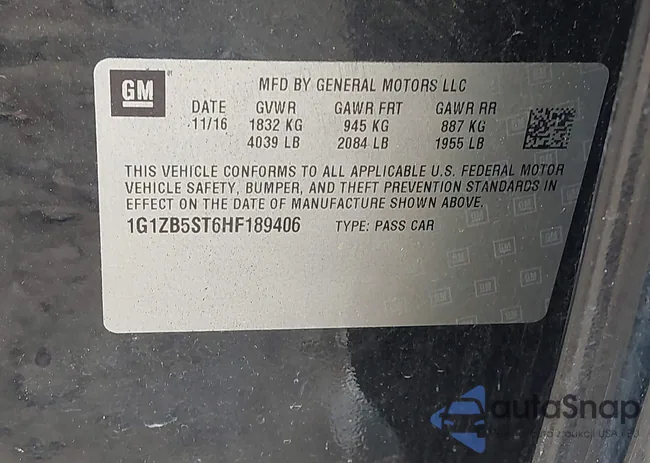 GM
MFD BY GENERAL MOTORS LLC
DATE GVWR GAWR FRT GAWR RR
11/16 1832 KG 945 KG 887 KG
4039 LB 2084 LB 1955 LB
THIS VEHICLE CONFORMS TO ALL APPLICABLE U.S. FEDERAL MOTOR
VEHICLE SAFETY, BUMPER, AND THEFT PREVENTION STANDARDS IN
EFFECT ON THE DATE OF MANUFACTURE SHOWN ABOVE.
1G1ZB5ST6HF189406 TYPE: PASS CAR
autoSnap
z aukcji USA